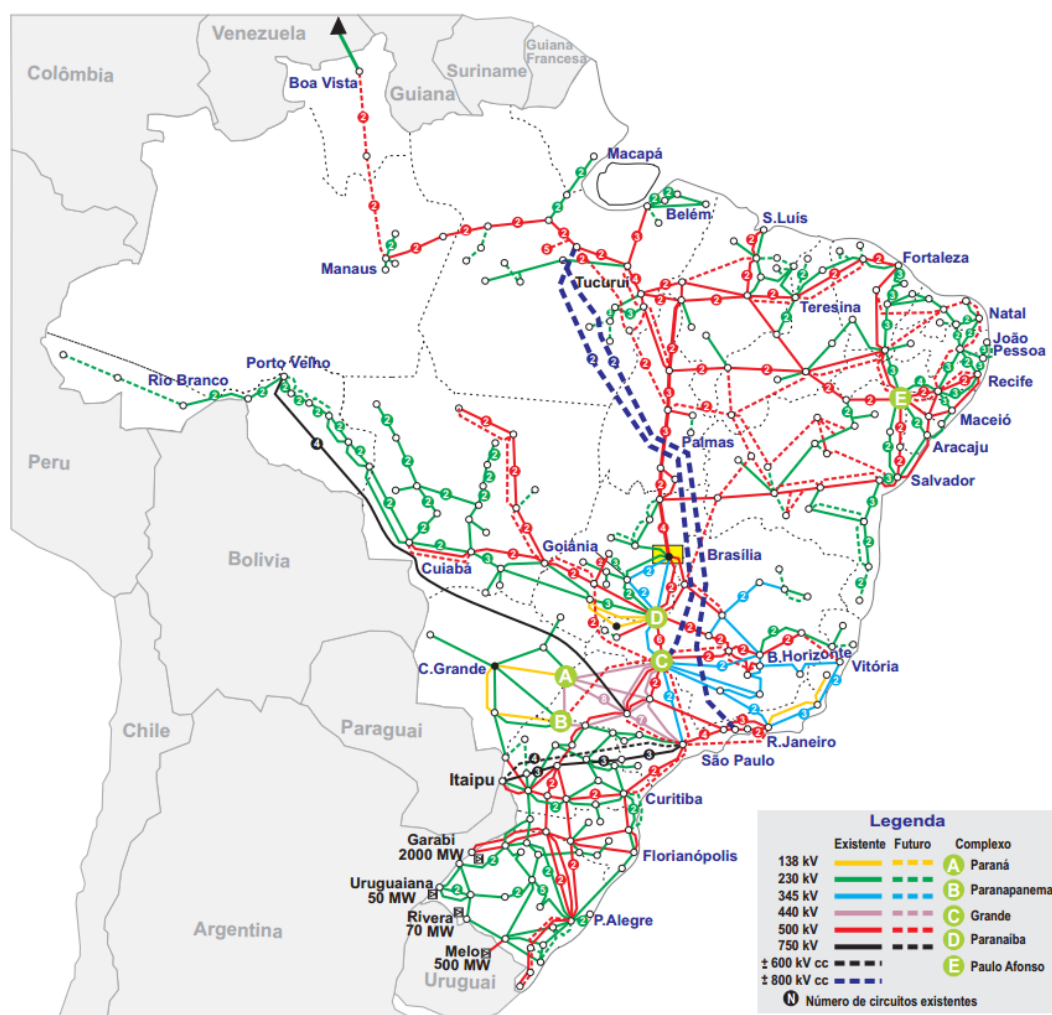 Venezuela
Guiana
Francesa
Suriname
Colômbia
Boa Vista
Guiana
Macapá
Belém
S.Luís
Manaus
Fortaleza
Tucuruí
Teresina
Natal
João
Pessoa
Porto Velho
Rio Branco
Recife
E
Maceió
Palmas
Aracaju
Peru
Salvador
Goiânia
Brasília
Bolivia
Cuiabá
D
C
B.Horizonte
Vitória
C.Grande
A
B
Paraguai
R.Janeiro
Chile
São Paulo
Itaipu
Curitiba
Garabi
2000 MW
Florianópolis
Uruguaiana
50 MW
Rivera
70 MW
P.Alegre
Melo
500 MW
Argentina
Uruguai
Legenda
Existente Futuro Complexo
138 kV A Paraná
230 kV
345 kV B Paranapanema
440 kV C Grande
500 kV
750 kV D Paranaíba
± 600 kV cc
± 800 kV cc E Paulo Afonso
N Número de circuitos existentes